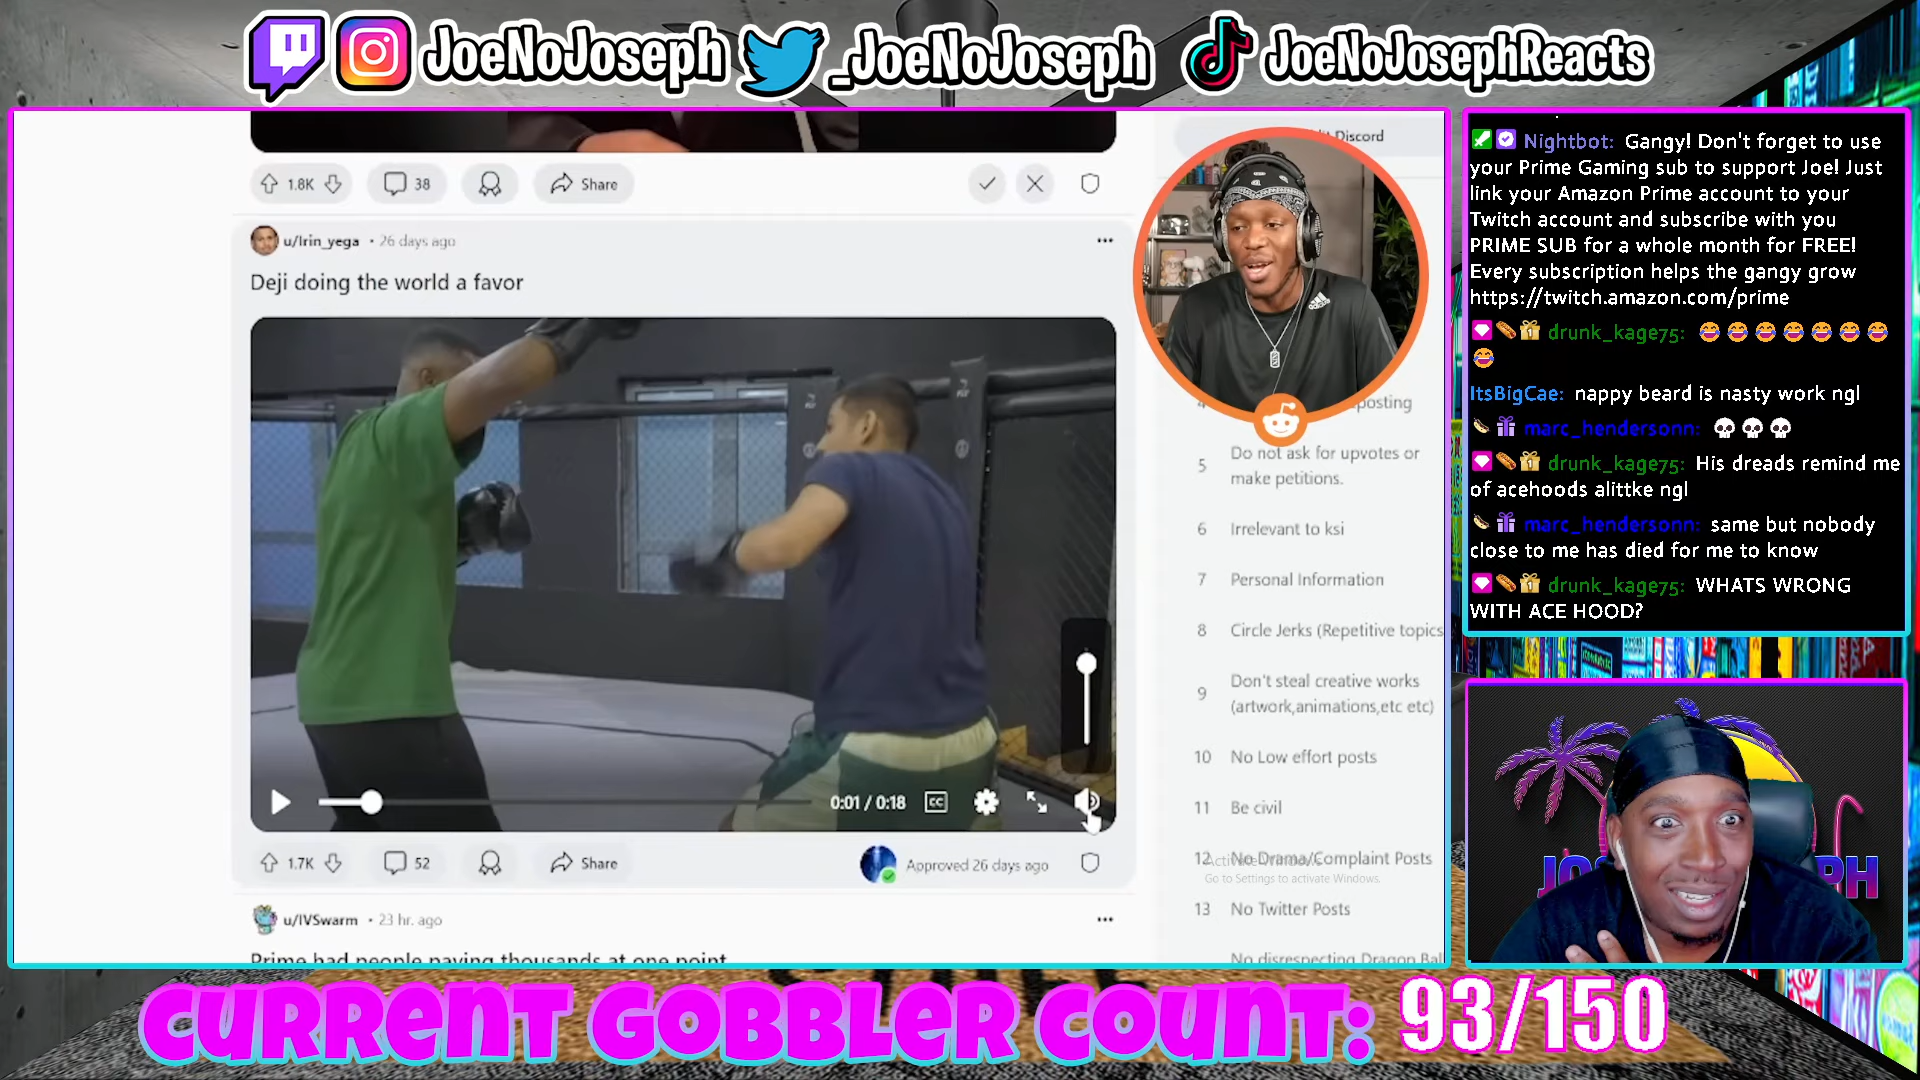 JoeNoJoseph
_JoeNoJoseph
JoeNoJosephReacts
1.8K
38
Share
Discord
u/Irin_yega • 26 days ago
Deji doing the world a favor
0:01 / 0:18
CC
1.7K
52
Share
Approved 26 days ago
u/IVSwarm • 23 hr. ago
Prime had people paying thousands at one point
4
posting
5 Do not ask for upvotes or
make petitions.
6 Irrelevant to ksi
7 Personal Information
8 Circle Jerks (Repetitive topics
9 Don't steal creative works
(artwork,animations,etc etc)
10 No Low effort posts
11 Be civil
12 No Drama/Complaint Posts
Activate Windows
Go to Settings to activate Windows.
13 No Twitter Posts
No disrespecting Dragon Bal
Nightbot: Gangy! Don't forget to use
your Prime Gaming sub to support Joe! Just
link your Amazon Prime account to your
Twitch account and subscribe with you
PRIME SUB for a whole month for FREE!
Every subscription helps the gangy grow
https://twitch.amazon.com/prime
drunk_kage75: 😂😂😂😂😂😂😂
😂
ItsBigCae: nappy beard is nasty work ngl
marc_hendersonn: 💀💀💀
drunk_kage75: His dreads remind me
of acehoods alittke ngl
marc_hendersonn: same but nobody
close to me has died for me to know
drunk_kage75: WHATS WRONG
WITH ACE HOOD?
CURRENT GOBBLER COUNT: 93/150